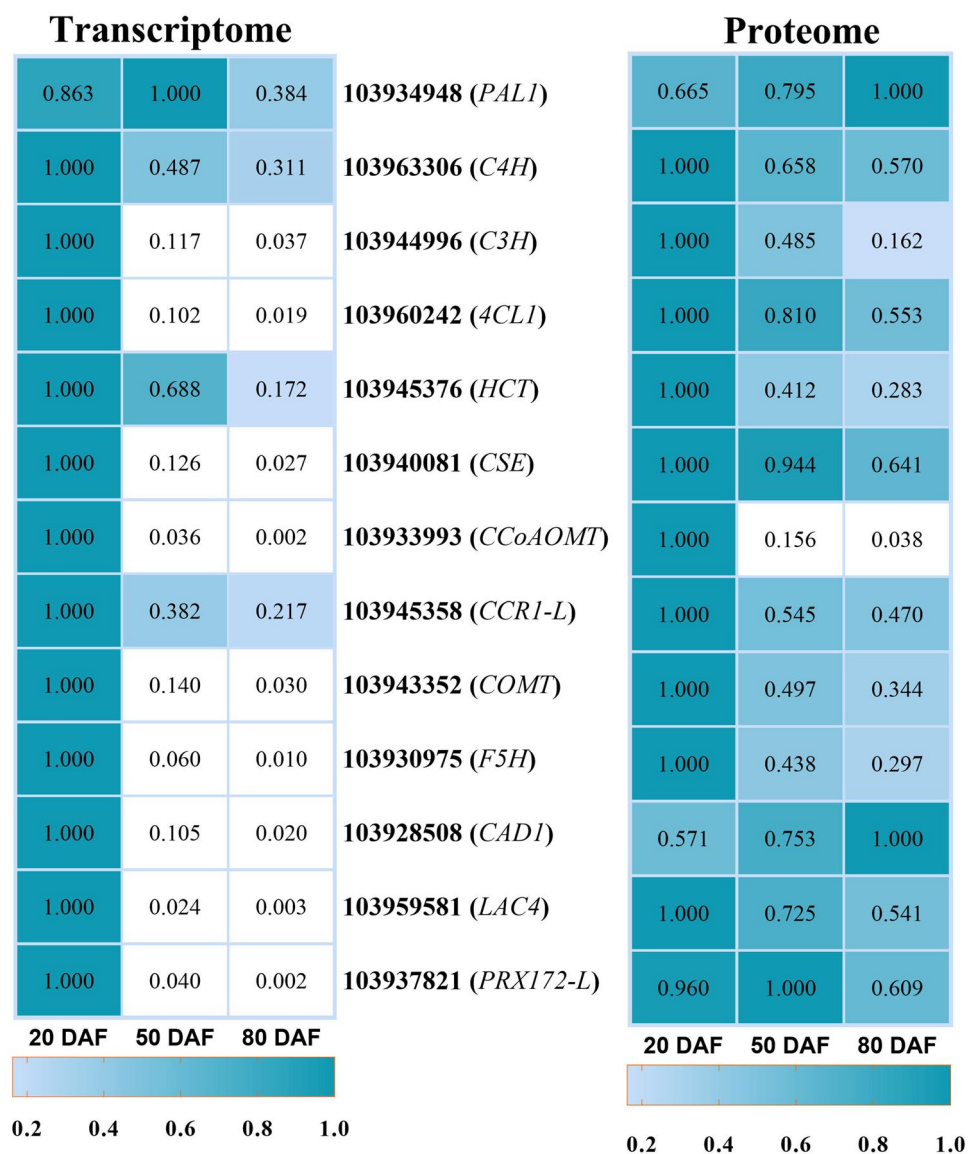 Transcriptome Proteome
0.863 1.000 0.384 103934948 (PAL1) 0.665 0.795 1.000
1.000 0.487 0.311 103963306 (C4H) 1.000 0.658 0.570
1.000 0.117 0.037 103944996 (C3H) 1.000 0.485 0.162
1.000 0.102 0.019 103960242 (4CL1) 1.000 0.810 0.553
1.000 0.688 0.172 103945376 (HCT) 1.000 0.412 0.283
1.000 0.126 0.027 103940081 (CSE) 1.000 0.944 0.641
1.000 0.036 0.002 103933993 (CCoAOMT) 1.000 0.156 0.038
1.000 0.382 0.217 103945358 (CCR1-L) 1.000 0.545 0.470
1.000 0.140 0.030 103943352 (COMT) 1.000 0.497 0.344
1.000 0.060 0.010 103930975 (F5H) 1.000 0.438 0.297
1.000 0.105 0.020 103928508 (CAD1) 0.571 0.753 1.000
1.000 0.024 0.003 103959581 (LAC4) 1.000 0.725 0.541
1.000 0.040 0.002 103937821 (PRX172-L) 0.960 1.000 0.609
20 DAF 50 DAF 80 DAF 20 DAF 50 DAF 80 DAF
0.2 0.4 0.6 0.8 1.0 0.2 0.4 0.6 0.8 1.0